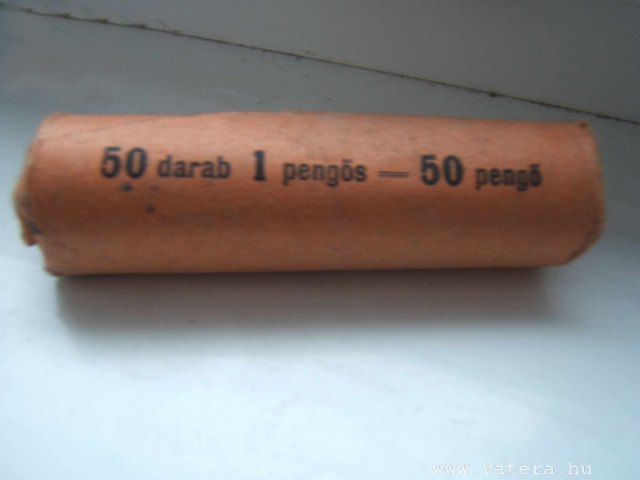 50 darab 1 pengős — 50 pengő
www.vatera.hu